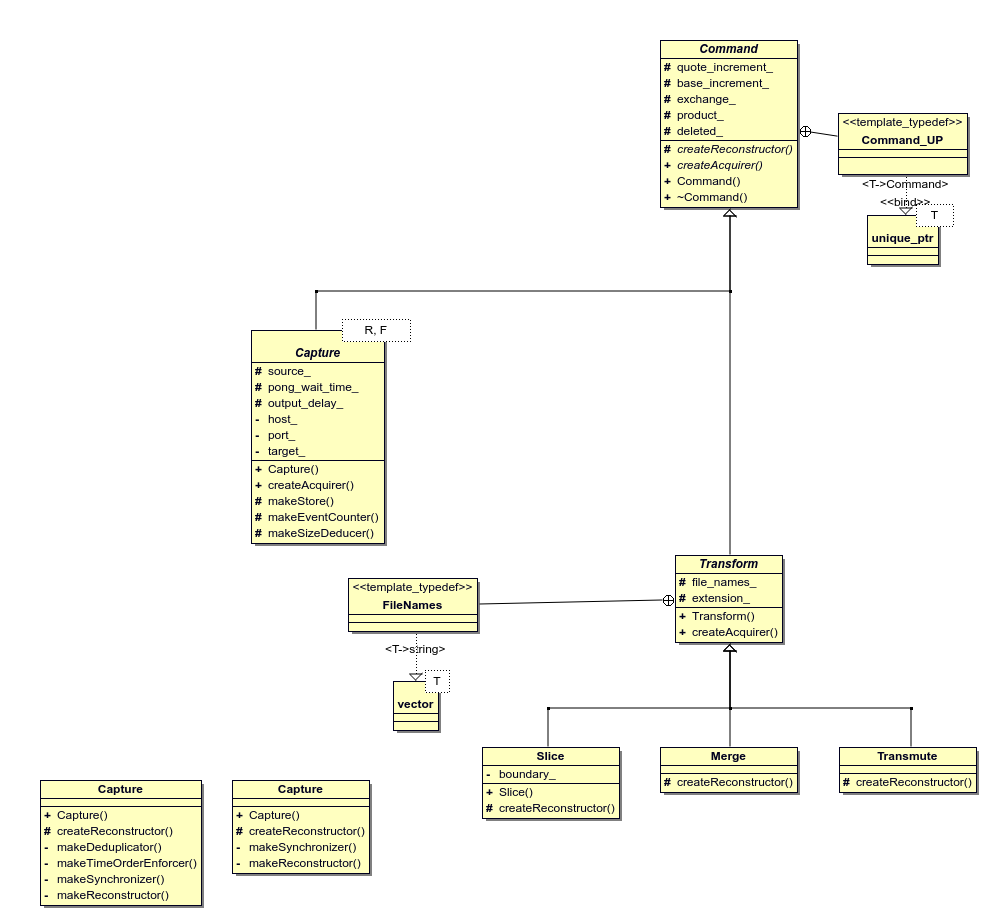 Command
# quote_increment_
# base_increment_
# exchange_
# product_
# deleted_
# createReconstructor()
+ createAcquirer()
+ Command()
+ ~Command()
<<template_typedef>>
Command_UP
<T->Command>
<<bind>>
T
unique_ptr
R, F
Capture
# source_
# pong_wait_time_
# output_delay_
- host_
- port_
- target_
+ Capture()
+ createAcquirer()
# makeStore()
# makeEventCounter()
# makeSizeDeducer()
Transform
# file_names_
# extension_
+ Transform()
+ createAcquirer()
<<template_typedef>>
FileNames
<T->string>
T
vector
Slice
- boundary_
+ Slice()
# createReconstructor()
Merge
# createReconstructor()
Transmute
# createReconstructor()
Capture
+ Capture()
# createReconstructor()
- makeDeduplicator()
- makeTimeOrderEnforcer()
- makeSynchronizer()
- makeReconstructor()
Capture
+ Capture()
# createReconstructor()
- makeSynchronizer()
- makeReconstructor()